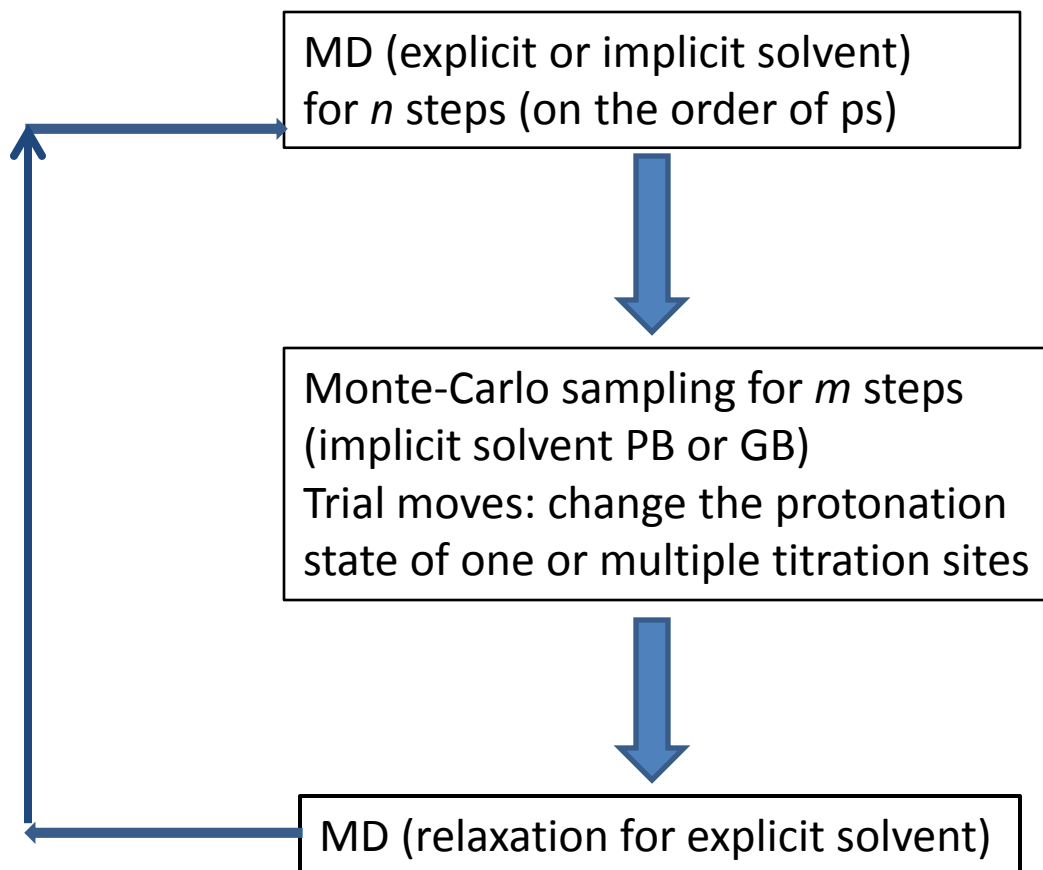 MD (explicit or implicit solvent)
for n steps (on the order of ps)
Monte-Carlo sampling for m steps
(implicit solvent PB or GB)
Trial moves: change the protonation
state of one or multiple titration sites
MD (relaxation for explicit solvent)